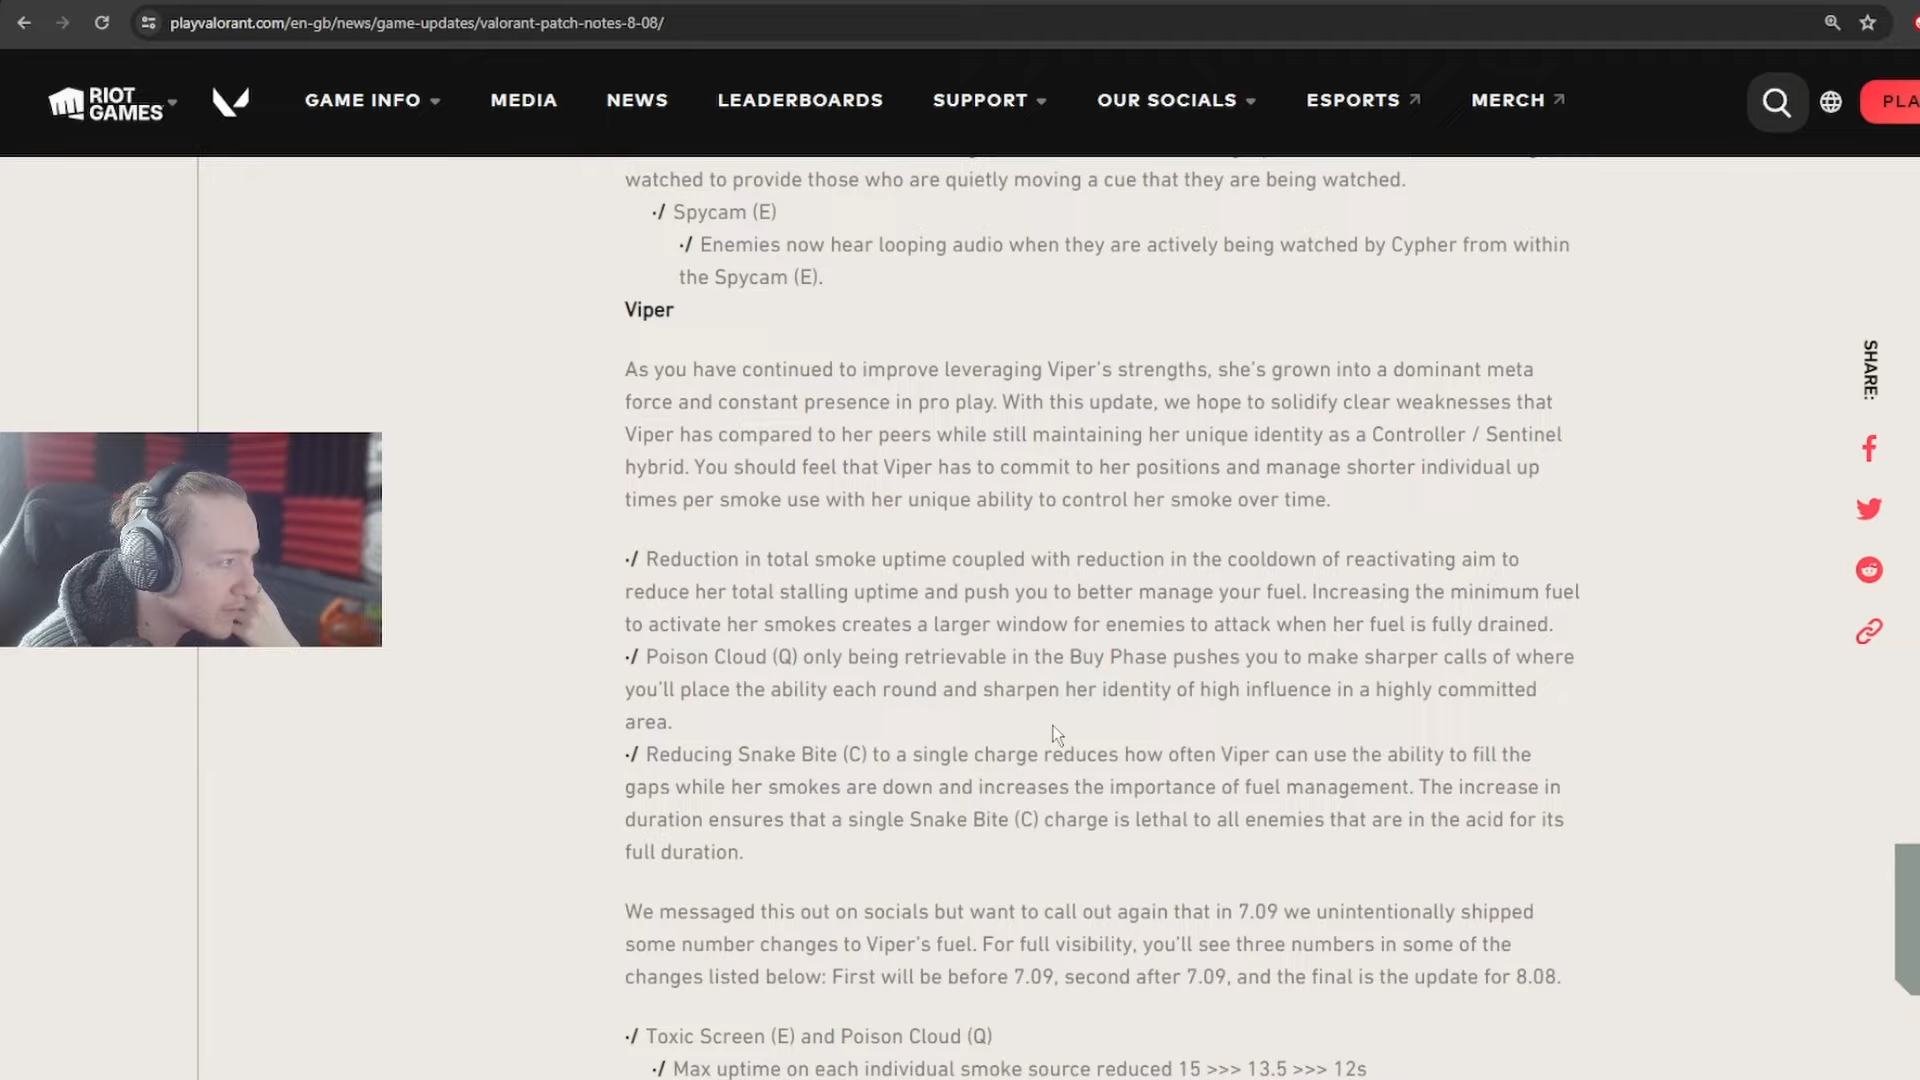 playvalorant.com/en-gb/news/game-updates/valorant-patch-notes-8-08/
RIOT GAMES
GAME INFO MEDIA NEWS LEADERBOARDS SUPPORT OUR SOCIALS ESPORTS MERCH PLA
watched to provide those who are quietly moving a cue that they are being watched.
·/ Spycam (E)
·/ Enemies now hear looping audio when they are actively being watched by Cypher from within
the Spycam (E).
Viper
As you have continued to improve leveraging Viper's strengths, she's grown into a dominant meta
force and constant presence in pro play. With this update, we hope to solidify clear weaknesses that
Viper has compared to her peers while still maintaining her unique identity as a Controller / Sentinel
hybrid. You should feel that Viper has to commit to her positions and manage shorter individual up
times per smoke use with her unique ability to control her smoke over time.
·/ Reduction in total smoke uptime coupled with reduction in the cooldown of reactivating aim to
reduce her total stalling uptime and push you to better manage your fuel. Increasing the minimum fuel
to activate her smokes creates a larger window for enemies to attack when her fuel is fully drained.
·/ Poison Cloud (Q) only being retrievable in the Buy Phase pushes you to make sharper calls of where
you'll place the ability each round and sharpen her identity of high influence in a highly committed
area.
·/ Reducing Snake Bite (C) to a single charge reduces how often Viper can use the ability to fill the
gaps while her smokes are down and increases the importance of fuel management. The increase in
duration ensures that a single Snake Bite (C) charge is lethal to all enemies that are in the acid for its
full duration.
We messaged this out on socials but want to call out again that in 7.09 we unintentionally shipped
some number changes to Viper's fuel. For full visibility, you'll see three numbers in some of the
changes listed below: First will be before 7.09, second after 7.09, and the final is the update for 8.08.
·/ Toxic Screen (E) and Poison Cloud (Q)
·/ Max uptime on each individual smoke source reduced 15 >>> 13.5 >>> 12s
SHARE: